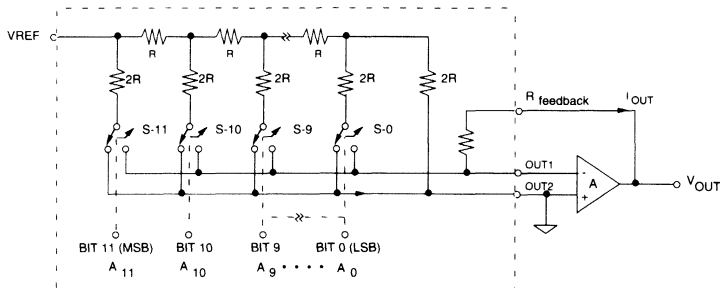 VREF
R
R
R
2R
2R
2R
2R
2R
R feedback
I OUT
S-11
S-10
S-9
S-0
OUT1
OUT2
-
+
A
V OUT
BIT 11 (MSB)
BIT 10
BIT 9
BIT 0 (LSB)
A 11
A 10
A 9 • • • • A 0